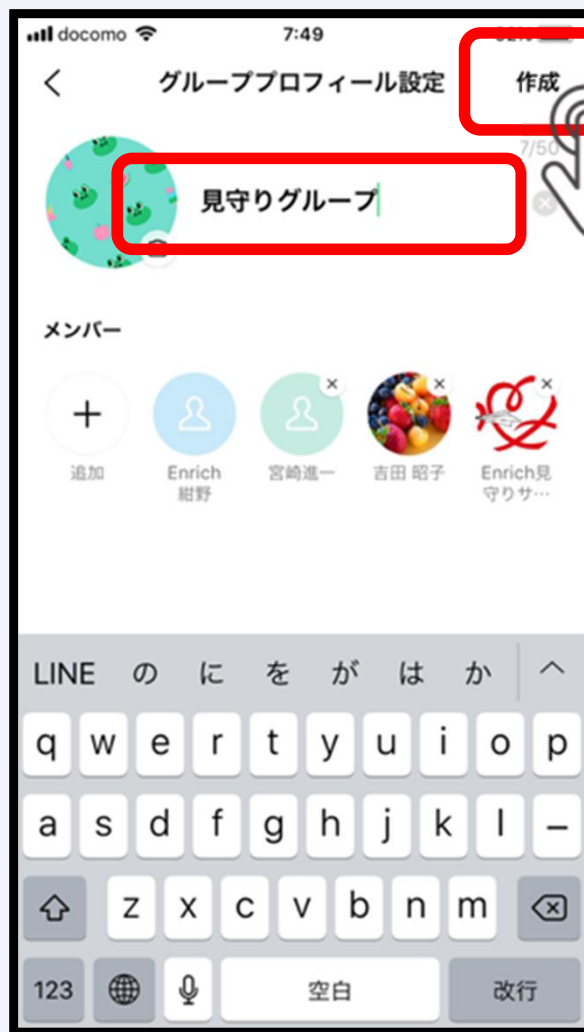 docomo 7:49
グループプロフィール設定 作成
7/50
見守りグループ
メンバー
追加 Enrich 宮崎進一 吉田 昭子 Enrich見
紺野 守りサ…
LINE の に を が は か
q w e r t y u i o p
a s d f g h j k l –
z x c v b n m
123 空白 改行